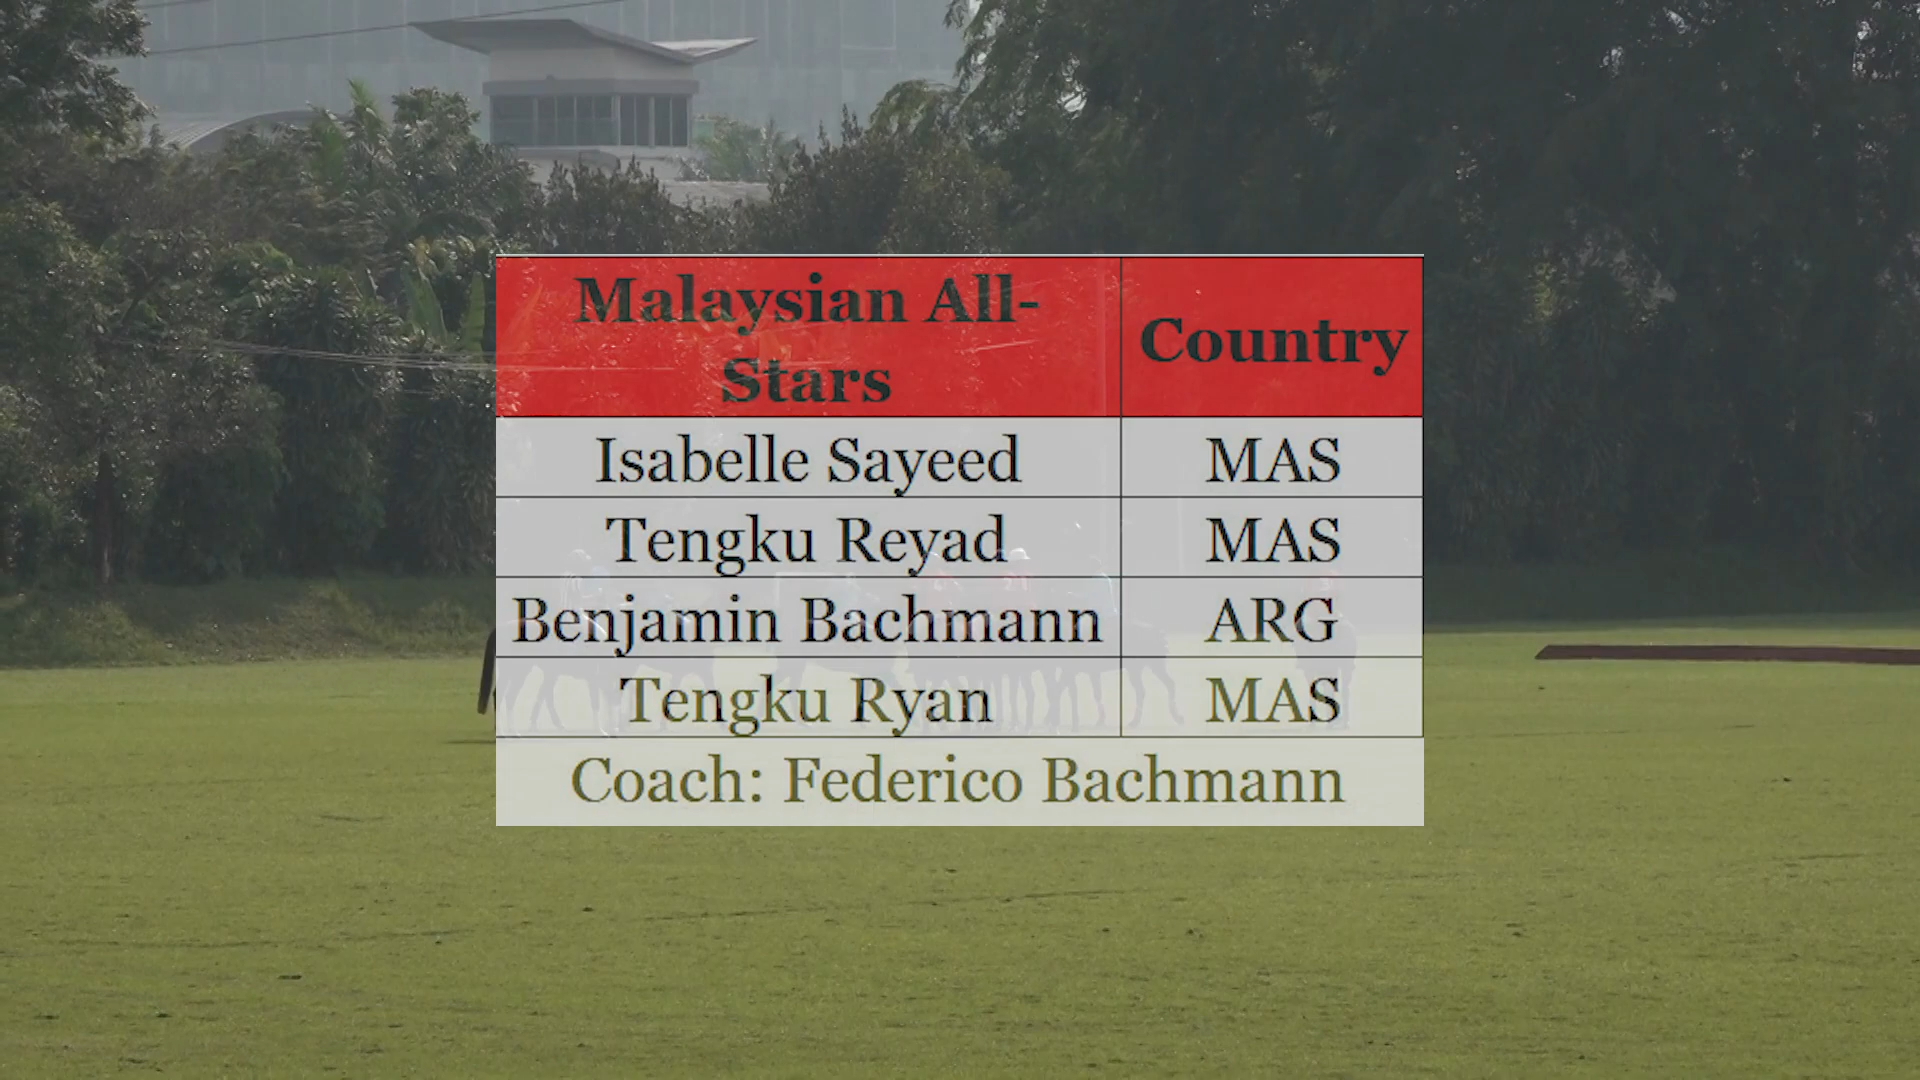 Malaysian All-
Stars
Country
Isabelle Sayeed MAS
Tengku Reyad MAS
Benjamin Bachmann ARG
Tengku Ryan MAS
Coach: Federico Bachmann